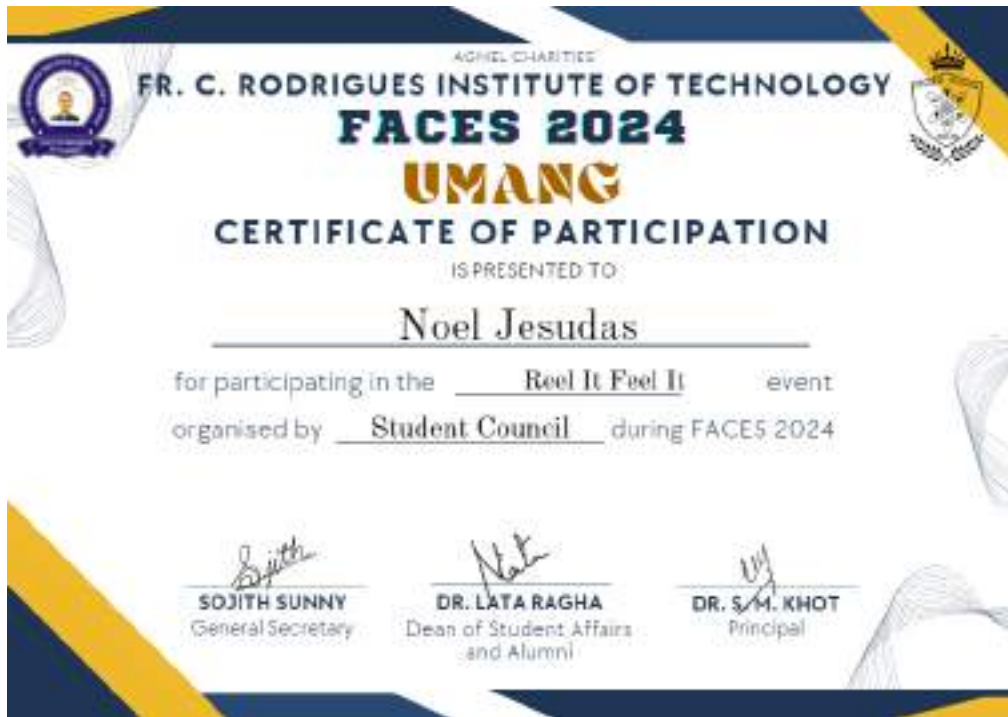 AGNEL CHARITIES
FR. C. RODRIGUES INSTITUTE OF TECHNOLOGY
FACES 2024
UMANG
CERTIFICATE OF PARTICIPATION
IS PRESENTED TO
Noel Jesudas
for participating in the Reel It Feel It event
organised by Student Council during FACES 2024
Sojith
SOJITH SUNNY
General Secretary
DR. LATA RAGHA
Dean of Student Affairs
and Alumni
DR. S. M. KHOT
Principal